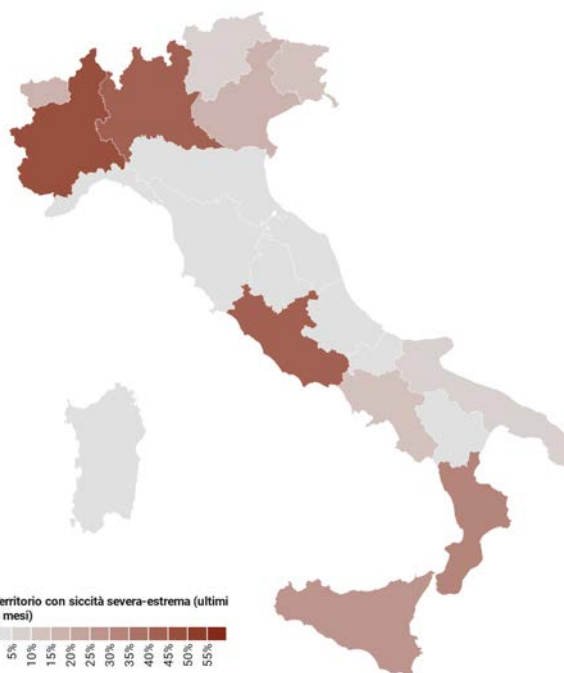 erritorio con siccità severa-estrema (ultimi
mesi)
5% 10% 15% 20% 25% 30% 35% 40% 45% 50% 55%